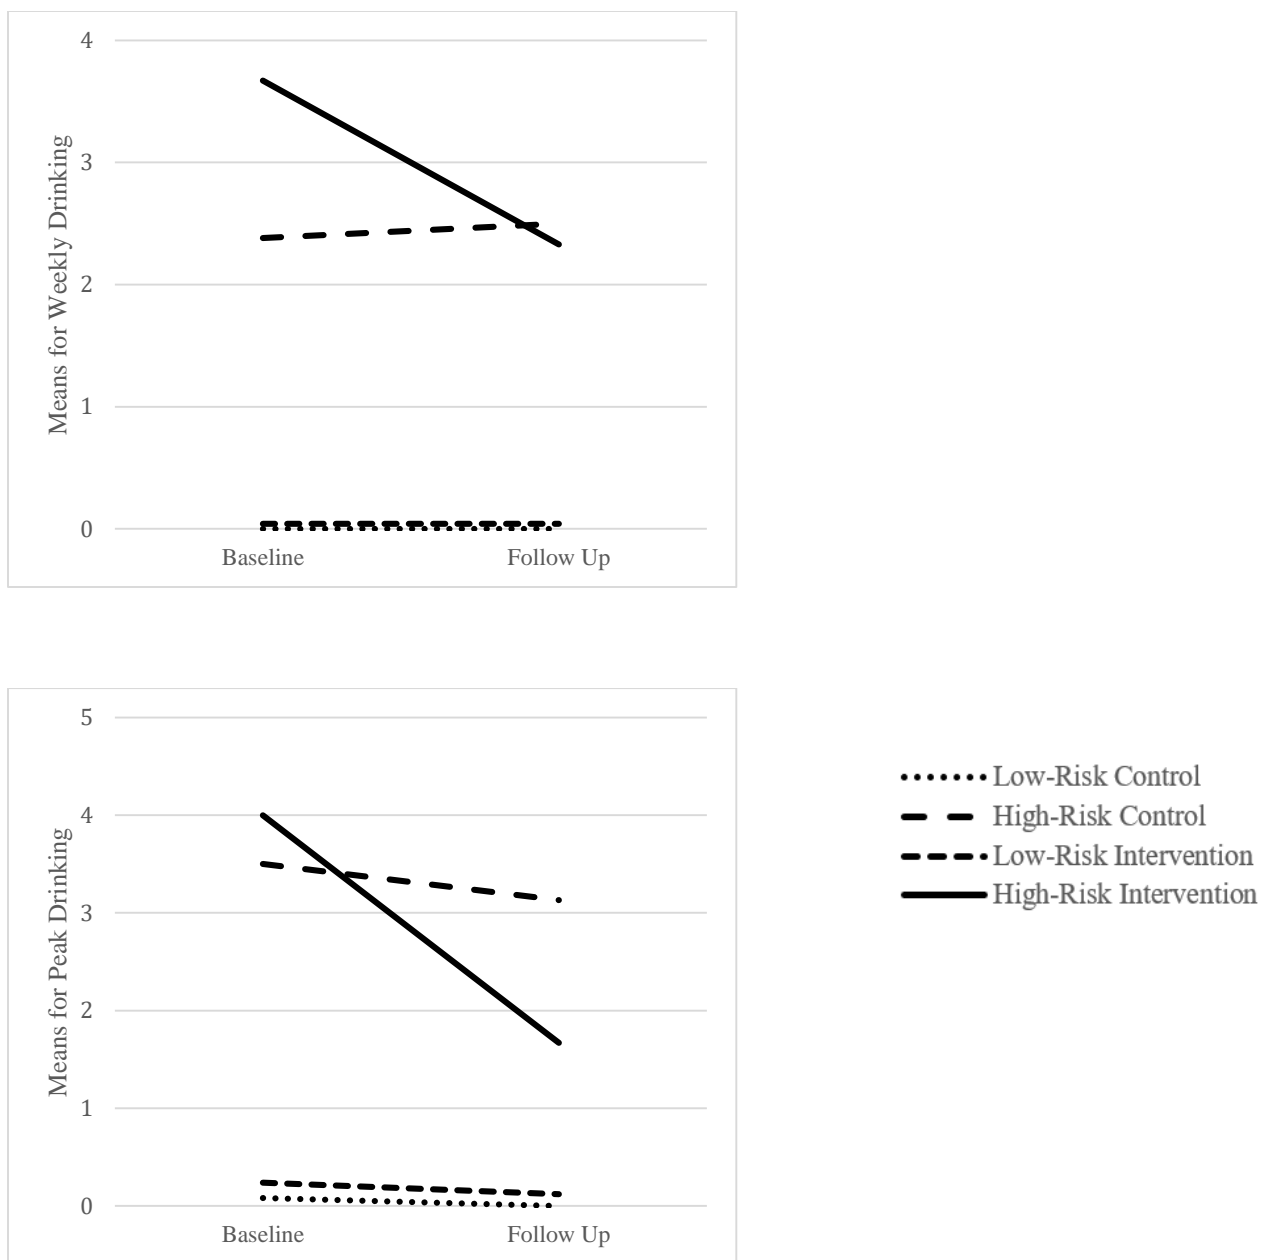 4
3
2
1
0
Means for Weekly Drinking
Baseline Follow Up
5
4
3
2
1
0
Means for Peak Drinking
Baseline Follow Up
Low-Risk Control
High-Risk Control
Low-Risk Intervention
High-Risk Intervention